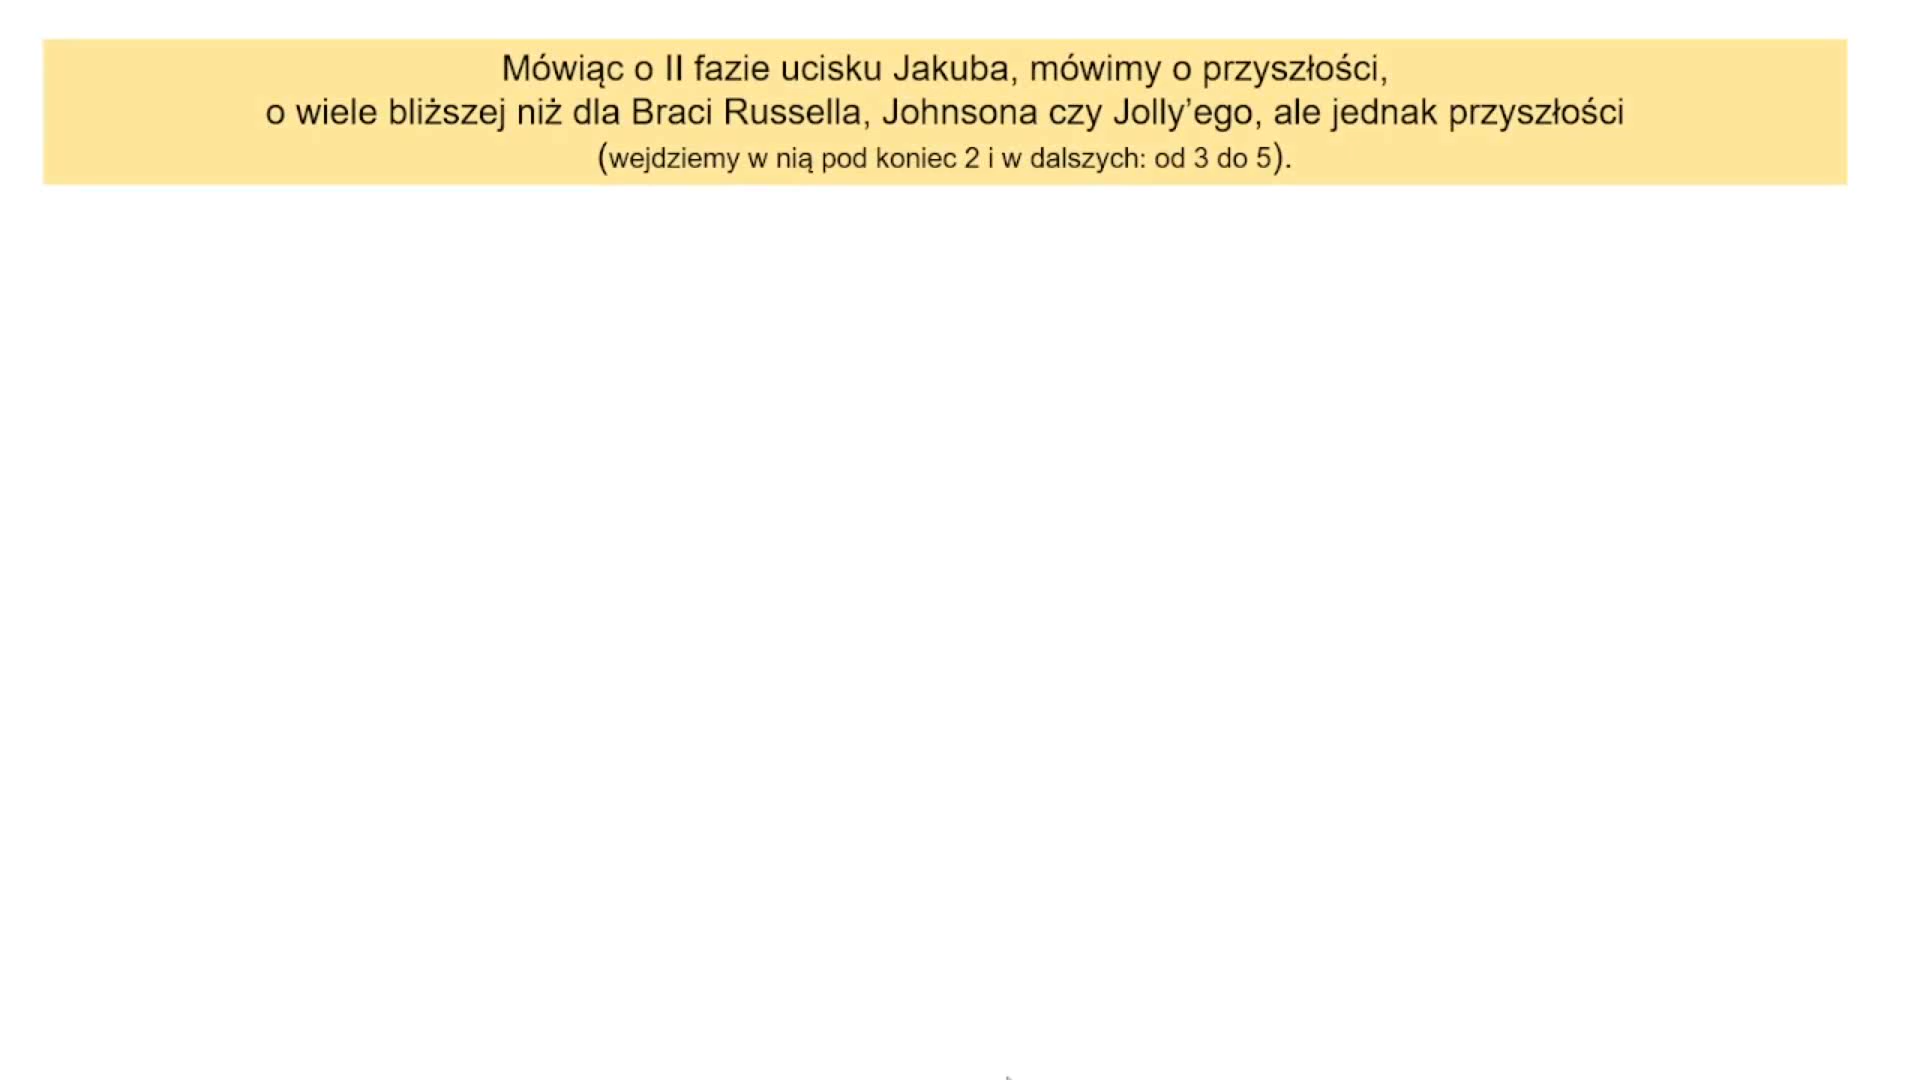 Mówiąc o II fazie ucisku Jakuba, mówimy o przyszłości,
o wiele bliższej niż dla Braci Russella, Johnsona czy Jolly’ego, ale jednak przyszłości
(wejdziemy w nią pod koniec 2 i w dalszych: od 3 do 5).